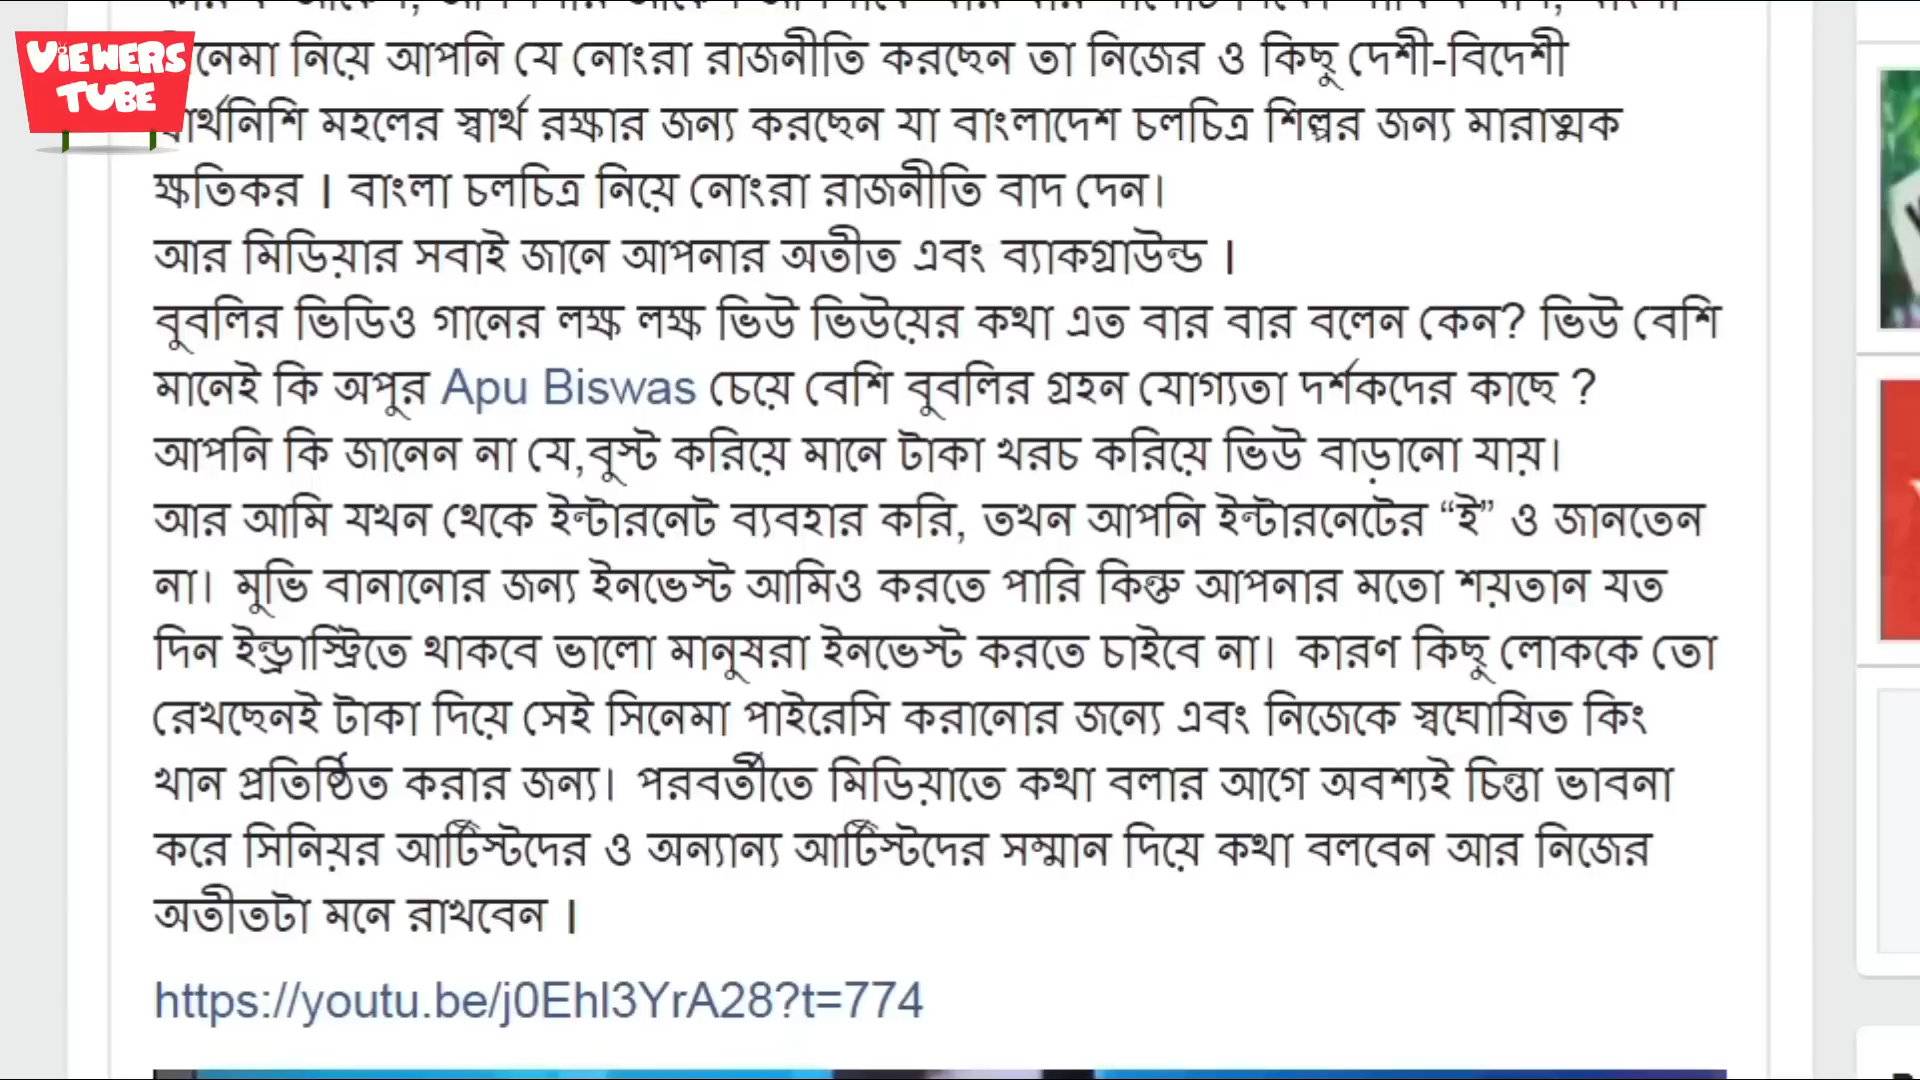 VIEWERS
TUBE
নেমা নিয়ে আপনি যে নোংরা রাজনীতি করছেন তা নিজের ও কিছু দেশী-বিদেশী
র্থনিশি মহলের স্বার্থ রক্ষার জন্য করছেন যা বাংলাদেশ চলচিত্র শিল্পর জন্য মারাত্মক
ক্ষতিকর । বাংলা চলচিত্র নিয়ে নোংরা রাজনীতি বাদ দেন।
আর মিডিয়ার সবাই জানে আপনার অতীত এবং ব্যাকগ্রাউন্ড ।
বুবলির ভিডিও গানের লক্ষ লক্ষ ভিউ ভিউয়ের কথা এত বার বার বলেন কেন? ভিউ বেশি
মানেই কি অপুর Apu Biswas চেয়ে বেশি বুবলির গ্রহন যোগ্যতা দর্শকদের কাছে ?
আপনি কি জানেন না যে,বুস্ট করিয়ে মানে টাকা খরচ করিয়ে ভিউ বাড়ানো যায়।
আর আমি যখন থেকে ইন্টারনেট ব্যবহার করি, তখন আপনি ইন্টারনেটের “ই” ও জানতেন
না। মুভি বানানোর জন্য ইনভেস্ট আমিও করতে পারি কিন্তু আপনার মতো শয়তান যত
দিন ইন্ড্রাস্ট্রিতে থাকবে ভালো মানুষরা ইনভেস্ট করতে চাইবে না। কারণ কিছু লোককে তো
রেখছেনই টাকা দিয়ে সেই সিনেমা পাইরেসি করানোর জন্যে এবং নিজেকে স্বঘোষিত কিং
খান প্রতিষ্ঠিত করার জন্য। পরবর্তীতে মিডিয়াতে কথা বলার আগে অবশ্যই চিন্তা ভাবনা
করে সিনিয়র আর্টিস্টদের ও অন্যান্য আর্টিস্টদের সম্মান দিয়ে কথা বলবেন আর নিজের
অতীতটা মনে রাখবেন ।
https://youtu.be/j0EhI3YrA28?t=774